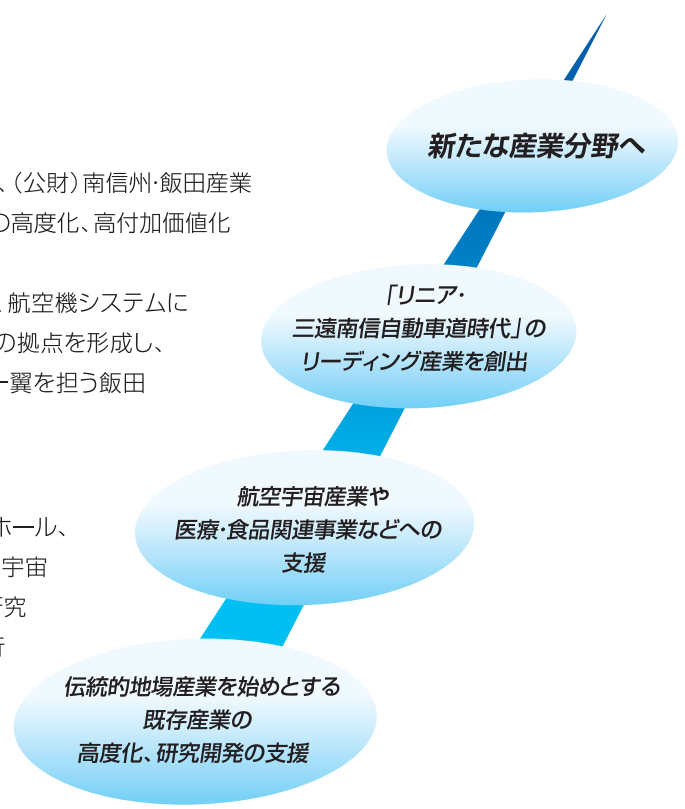 新たな産業分野へ
、（公財）南信州・飯田産業
の高度化、高付加価値化
「リニア・
三遠南信自動車道時代」の
リーディング産業を創出
、航空機システムに
の拠点を形成し、
一翼を担う飯田
航空宇宙産業や
医療・食品関連事業などへの
支援
ホール、
宇宙
究
伝統的地場産業を始めとする
既存産業の
高度化、研究開発の支援